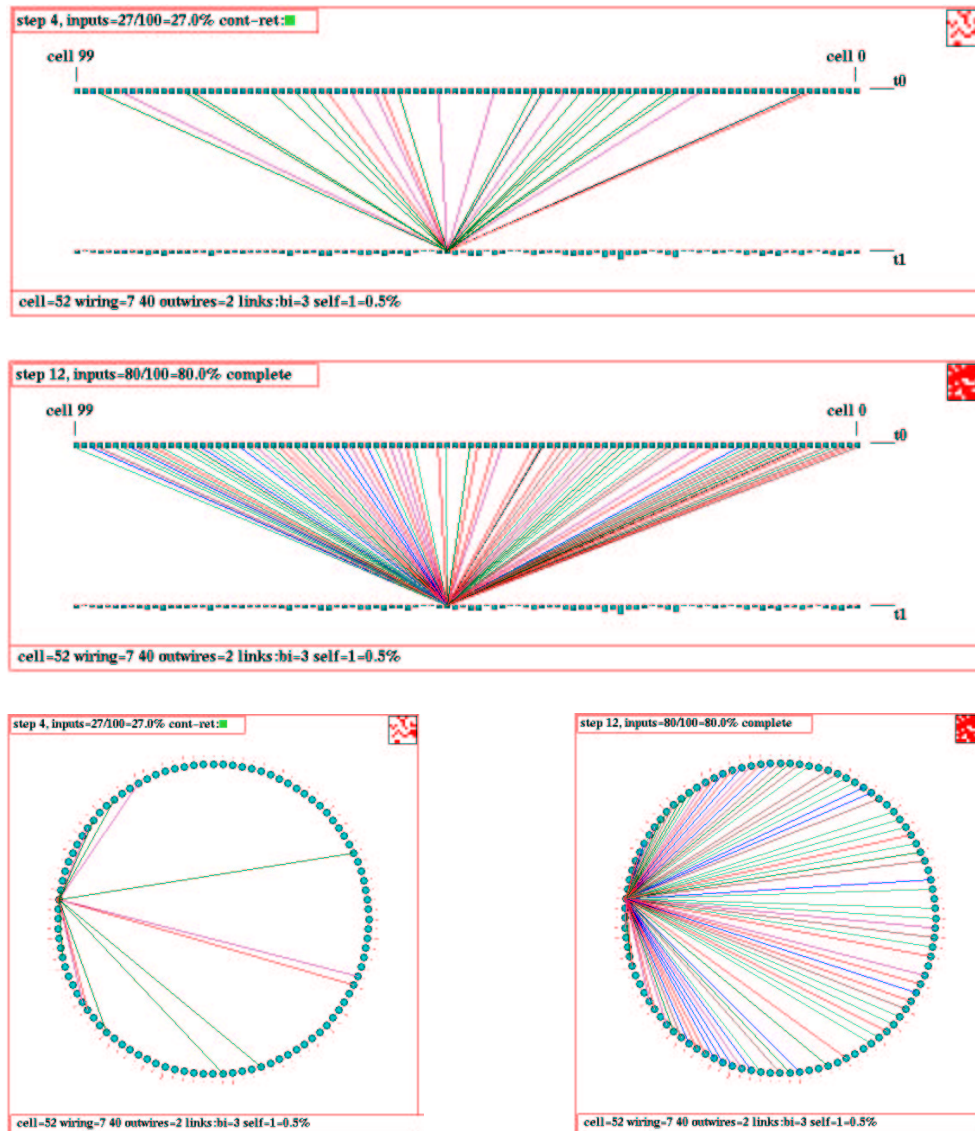 step 4, inputs=27/100=27.0% cont-ret:
cell 99
cell 0
t0
t1
cell=52 wiring=7 40 outwires=2 links:bi=3 self=1=0.5%
step 12, inputs=80/100=80.0% complete
cell 99
cell 0
t0
t1
cell=52 wiring=7 40 outwires=2 links:bi=3 self=1=0.5%
step 4, inputs=27/100=27.0% cont-ret:
step 12, inputs=80/100=80.0% complete
cell=52 wiring=7 40 outwires=2 links:bi=3 self=1=0.5%
cell=52 wiring=7 40 outwires=2 links:bi=3 self=1=0.5%